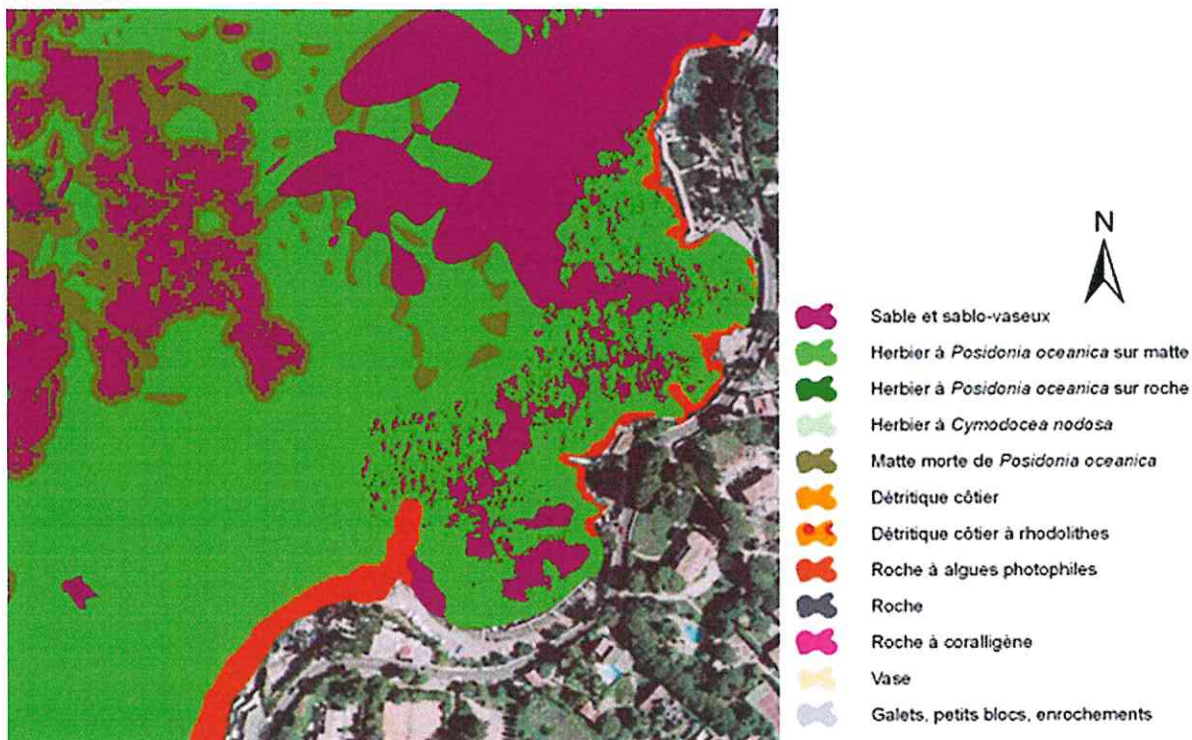 N
Sable et sablo-vaseux
Herbier à Posidonia oceanica sur matte
Herbier à Posidonia oceanica sur roche
Herbier à Cymodocea nodosa
Matte morte de Posidonia oceanica
Détritique côtier
Détritique côtier à rhodolithes
Roche à algues photophiles
Roche
Roche à coralligène
Vase
Galets, petits blocs, enrochements